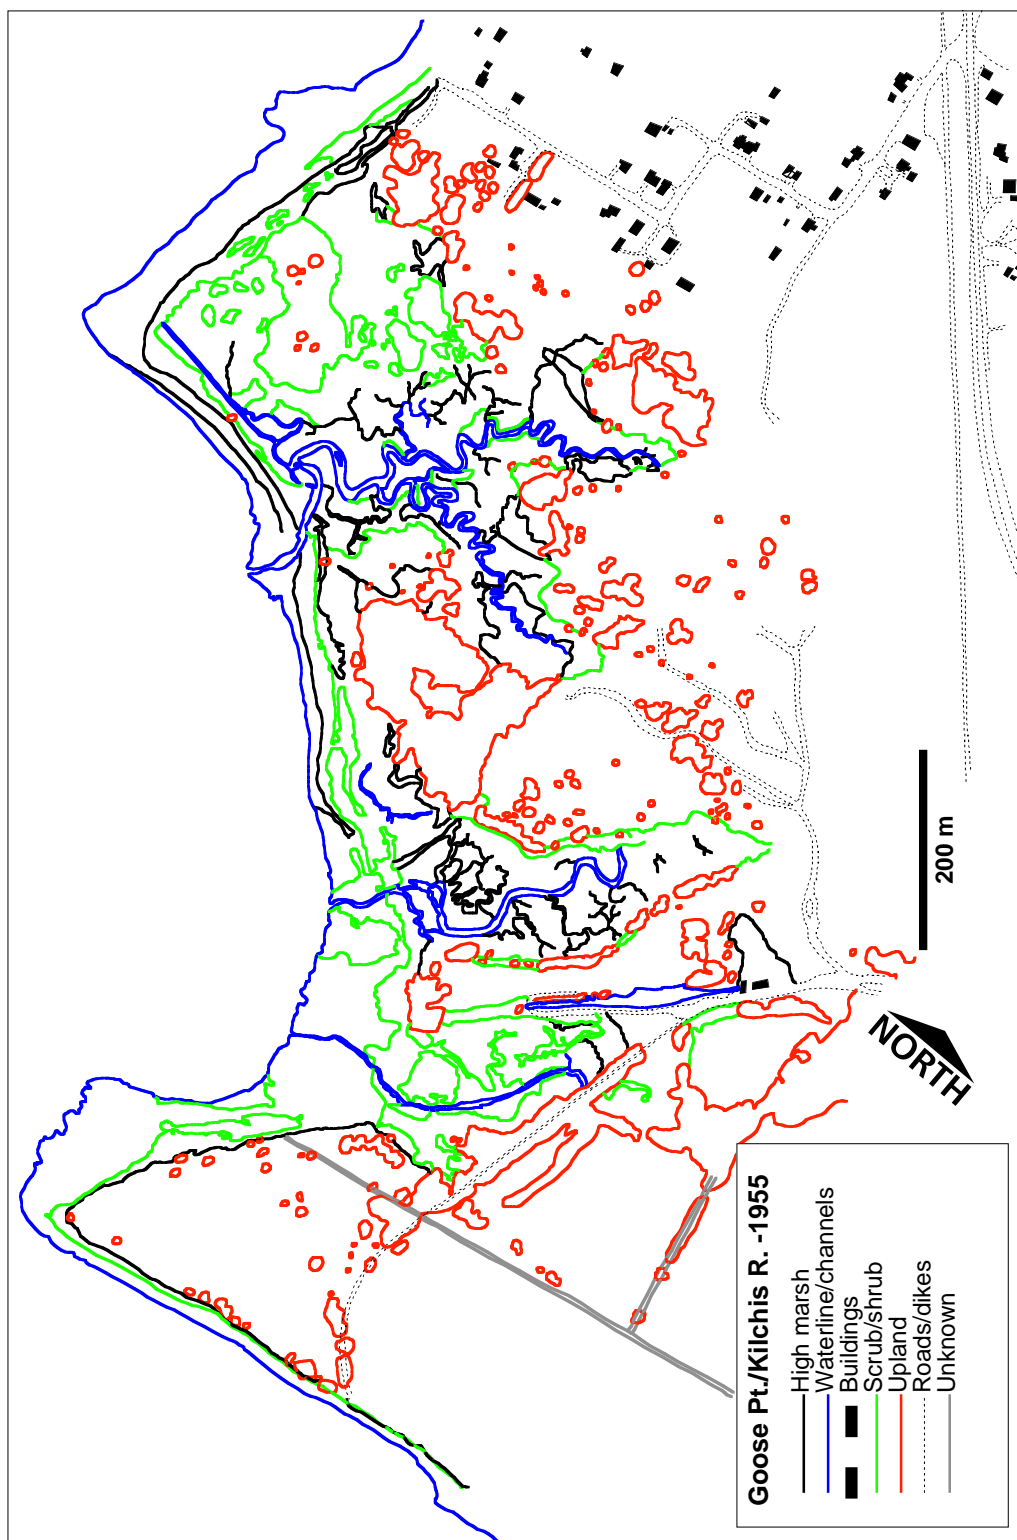 Goose Pt./Kilchis R. -1955
High marsh
Waterline/channels
Buildings
Scrub/shrub
Upland
Roads/dikes
Unknown
200 m
NORTH